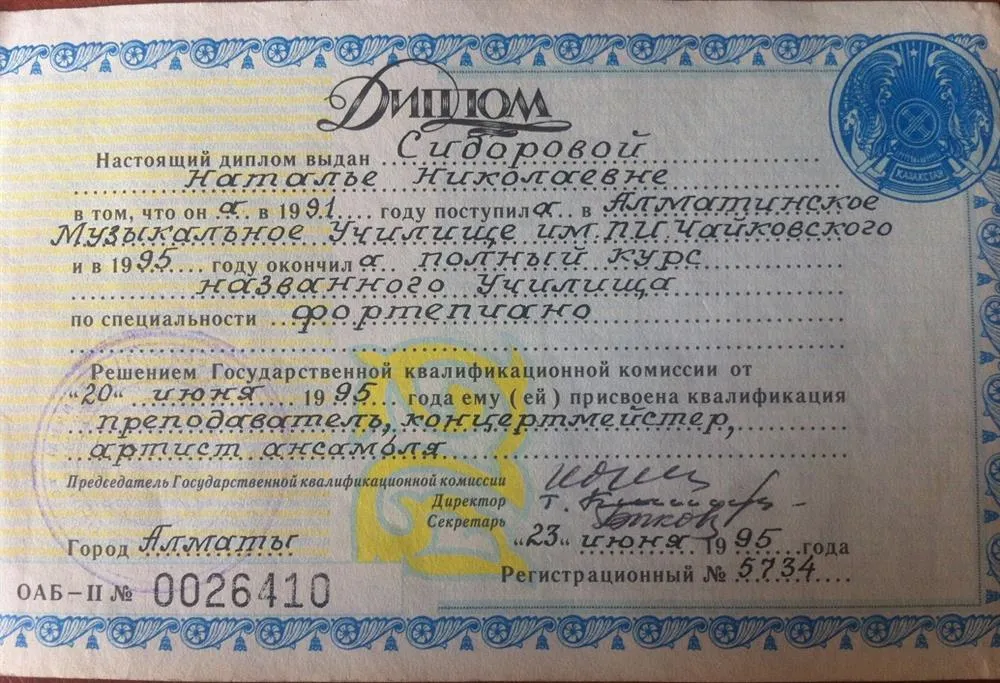 Диплом
КАЗАХСТАН
Настоящий диплом выдан Сидоровой
Наталье Николаевне
в том, что он а в 1991 году поступила в Алматинское
Музыкальное Училище им. П.И. Чайковского
и в 1995 году окончил а полный курс
названного Училища
по специальности фортепиано
Решением Государственной квалификационной комиссии от
"20" июня 1995 года ему (ей) присвоена квалификация
преподаватель, концертмейстер,
артист ансамбля
Председатель Государственной квалификационной комиссии
Директор
Секретарь
Город Алматы "23" июня 1995 года
Регистрационный № 5734
ОАБ-II № 0026410